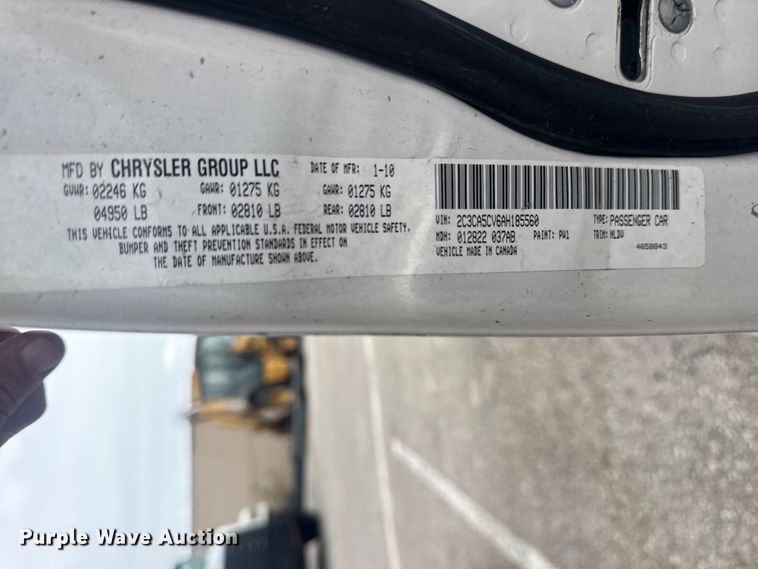 MFD BY CHRYSLER GROUP LLC DATE OF MFR: 1-10
GVWR: 02246 KG GAWR: 01275 KG GAWR: 01275 KG
04950 LB FRONT: 02810 LB REAR: 02810 LB
THIS VEHICLE CONFORMS TO ALL APPLICABLE U.S.A. FEDERAL MOTOR VEHICLE SAFETY,
BUMPER AND THEFT PREVENTION STANDARDS IN EFFECT ON
THE DATE OF MANUFACTURE SHOWN ABOVE.
VIN: 2C3CA5CV6AH185560 TYPE: PASSENGER CAR
MDH: 012822 037AB PAINT: PW1 TRIM: NLDV
VEHICLE MADE IN CANADA 4658843
Purple Wave Auction